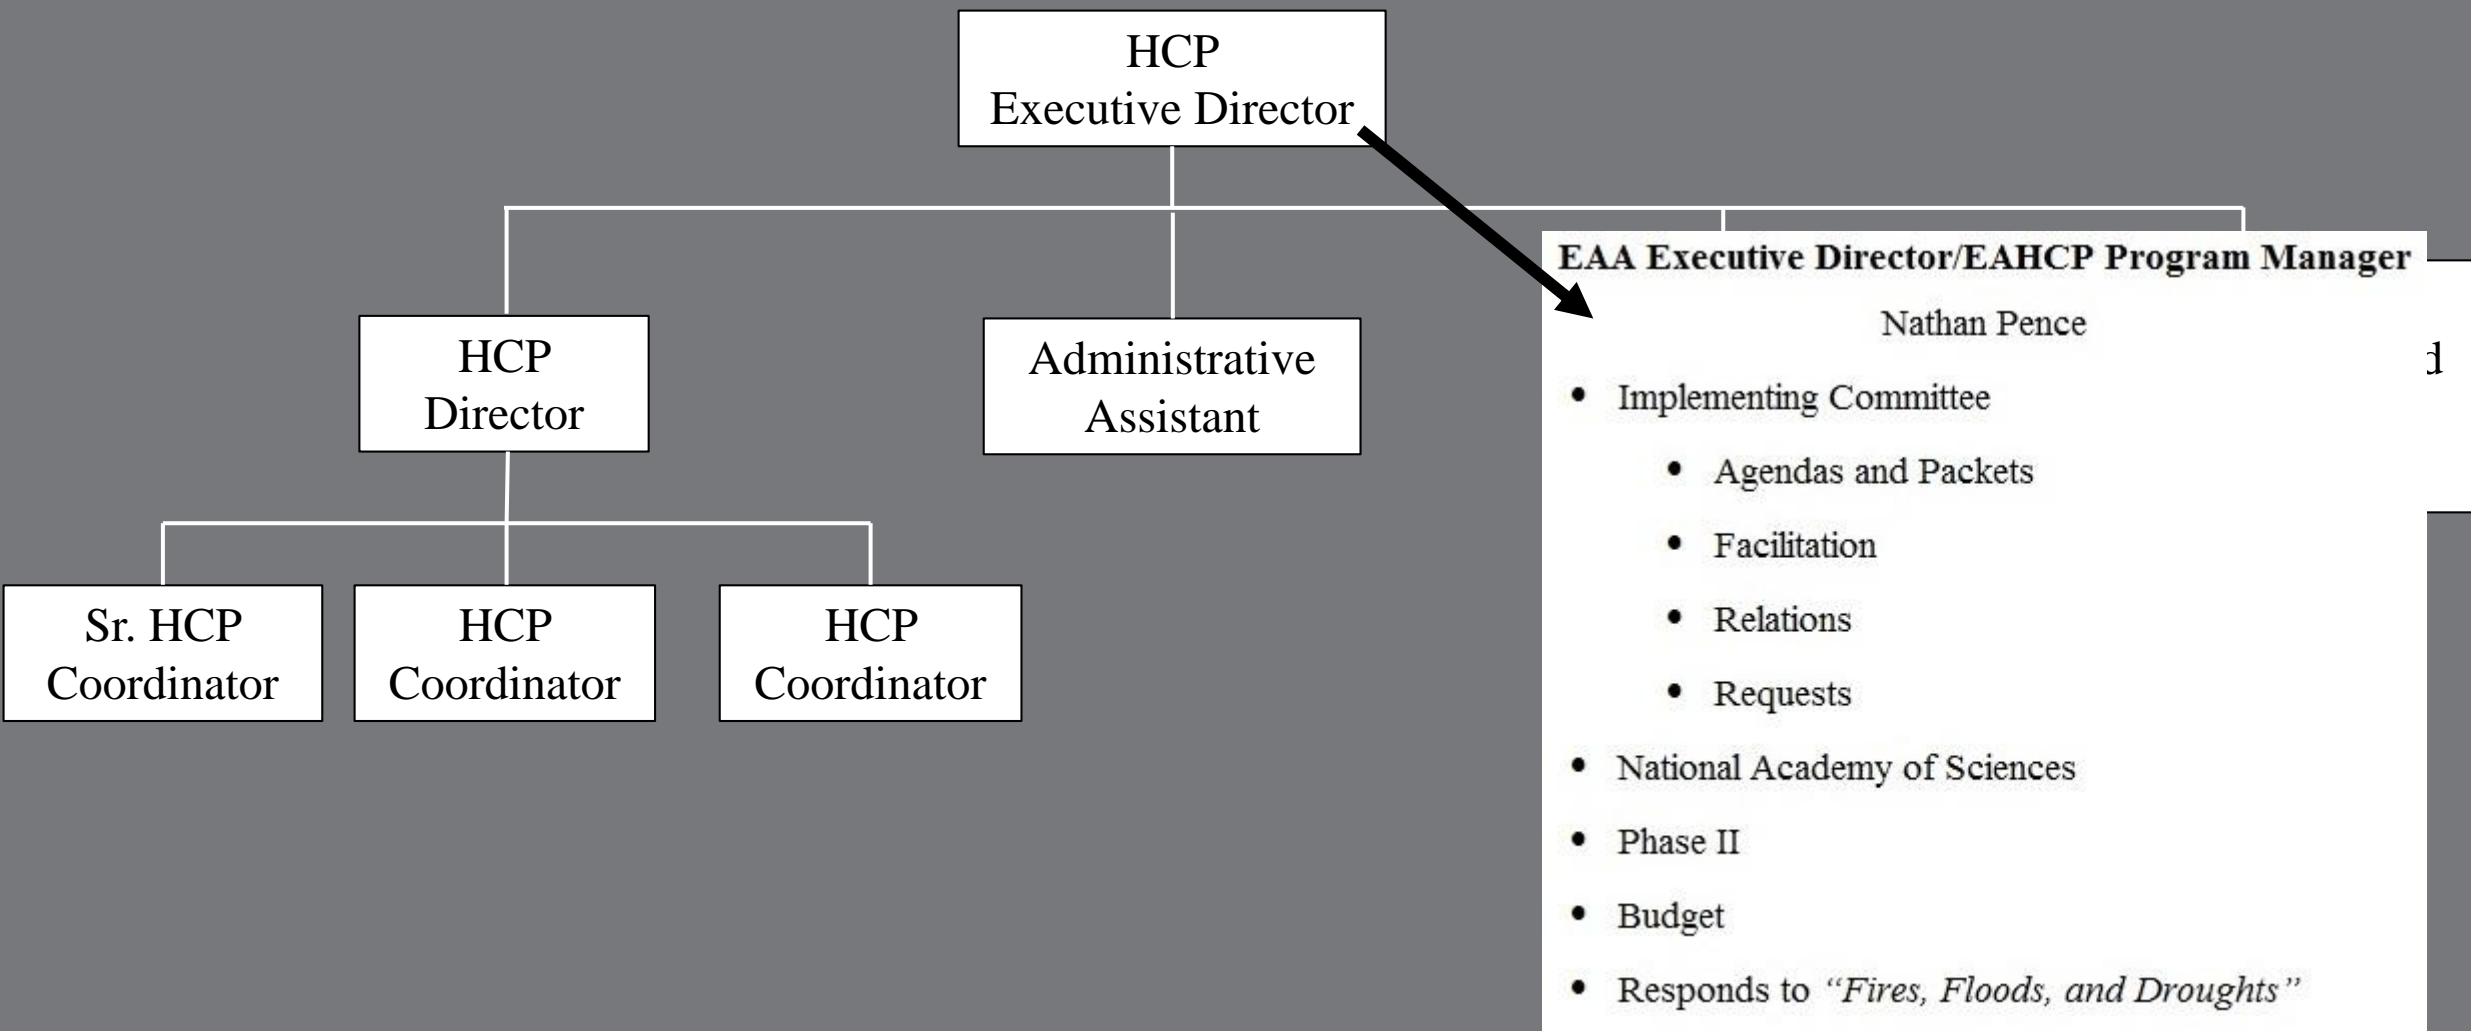 HCP
Executive Director
EAA Executive Director/EAHCP Program Manager
Nathan Pence
HCP
Director
Administrative
Assistant
d
• Implementing Committee
• Agendas and Packets
• Facilitation
• Relations
• Requests
Sr. HCP
Coordinator
HCP
Coordinator
HCP
Coordinator
• National Academy of Sciences
• Phase II
• Budget
• Responds to “Fires, Floods, and Droughts”